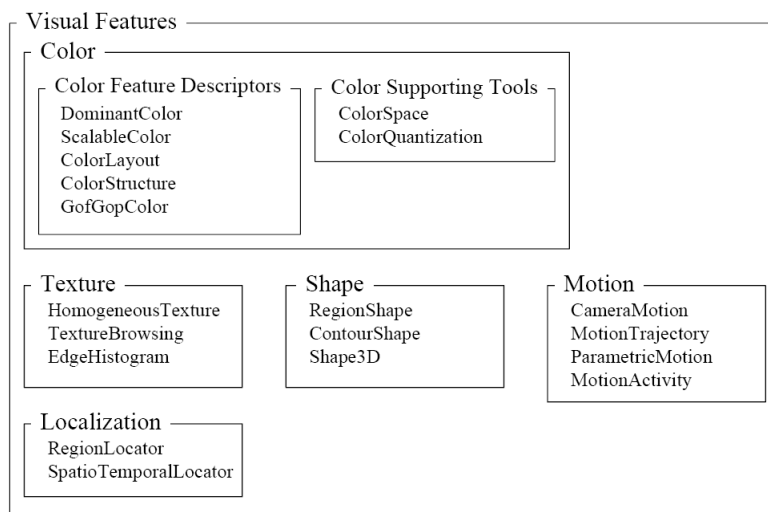 Visual Features
Color
Color Feature Descriptors
DominantColor
ScalableColor
ColorLayout
ColorStructure
GofGopColor
Color Supporting Tools
ColorSpace
ColorQuantization
Texture
HomogeneousTexture
TextureBrowsing
EdgeHistogram
Shape
RegionShape
ContourShape
Shape3D
Motion
CameraMotion
MotionTrajectory
ParametricMotion
MotionActivity
Localization
RegionLocator
SpatioTemporalLocator